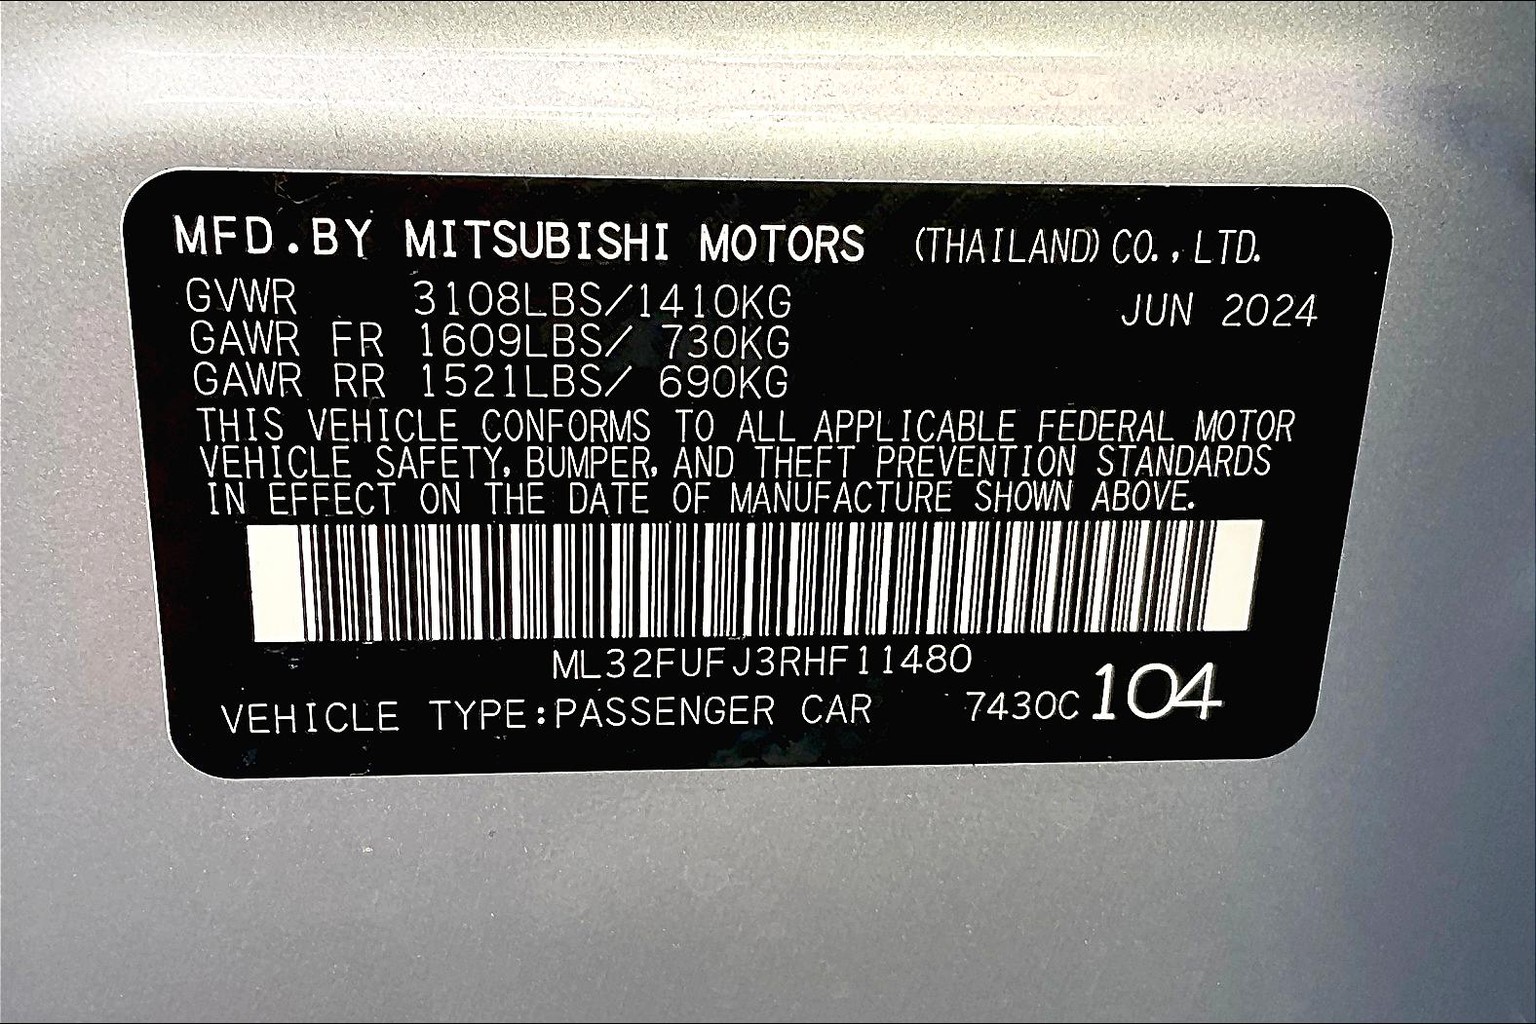 MFD.BY MITSUBISHI MOTORS (THAILAND) CO., LTD.
GVWR 3108LBS/1410KG JUN 2024
GAWR FR 1609LBS/ 730KG
GAWR RR 1521LBS/ 690KG
THIS VEHICLE CONFORMS TO ALL APPLICABLE FEDERAL MOTOR
VEHICLE SAFETY, BUMPER, AND THEFT PREVENTION STANDARDS
IN EFFECT ON THE DATE OF MANUFACTURE SHOWN ABOVE.
ML32FUFJ3RHF11480
VEHICLE TYPE:PASSENGER CAR 7430C 104